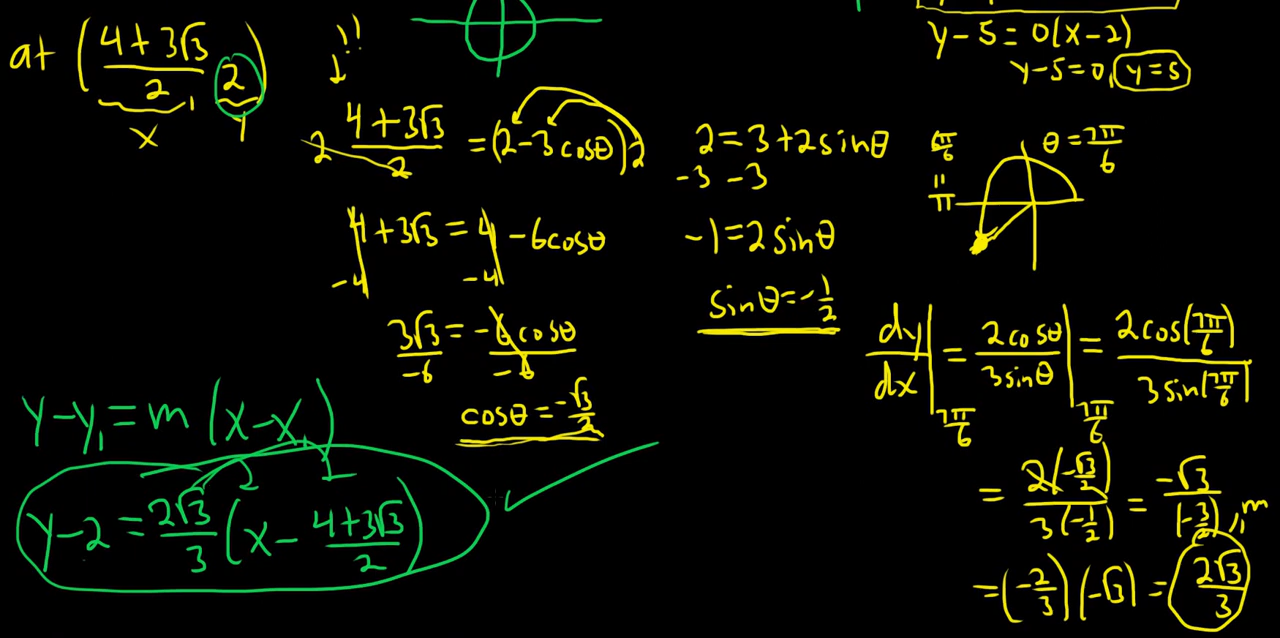 at (4+3√3/2, 2)
x y
!!
2 4+3√3/2 = (2-3cosθ)2
4+3√3 = 4-6cosθ
-4 -4
3√3/-6 = -6cosθ/-6
cosθ = -√3/2
2=3+2sinθ
-3 -3
-1=2sinθ
sinθ=-1/2
y-5=0(x-2)
y-5=0, y=5
6π/6
=
π
θ=7π/6
dy/dx|7π/6 = 2cosθ/3sinθ|7π/6 = 2cos(7π/6)/3sin(7π/6)
= 2(-√3/2)/3(-1/2) = -√3/(-3/2)
m
= (-2/3)(-√3) = 2√3/3
y-y₁=m(x-x₁)
2 1
y-2=2√3/3(x-4+3√3/2)